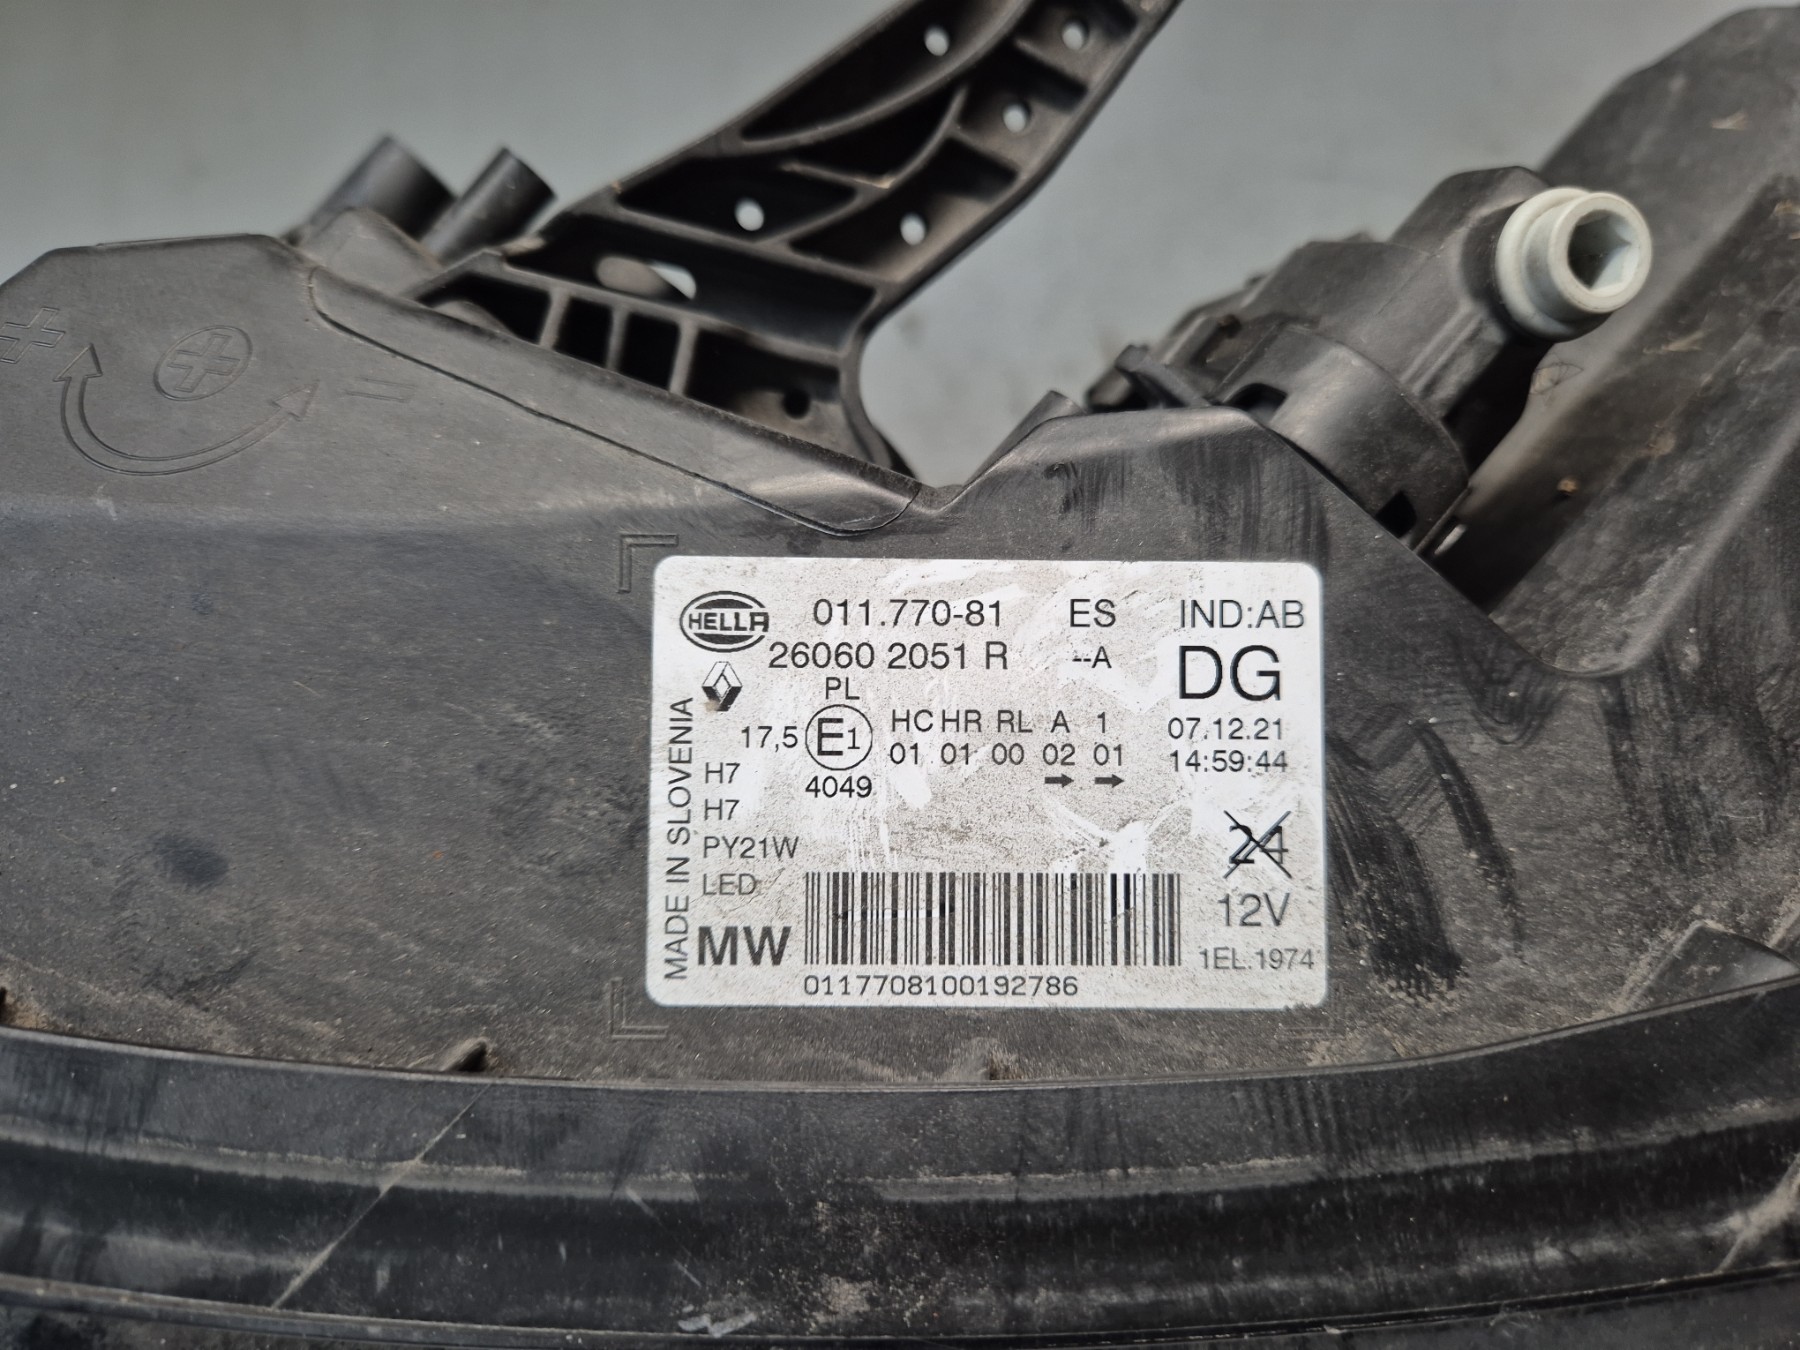 HELLA 011.770-81 ES IND:AB
26060 2051 R --A DG
PL
17,5 E1 HC HR RL A 1 07.12.21
01 01 00 02 01 14:59:44
H7 4049 → →
H7
PY21W 24
LED
12V
MW 1EL.1974
0117708100192786
MADE IN SLOVENIA